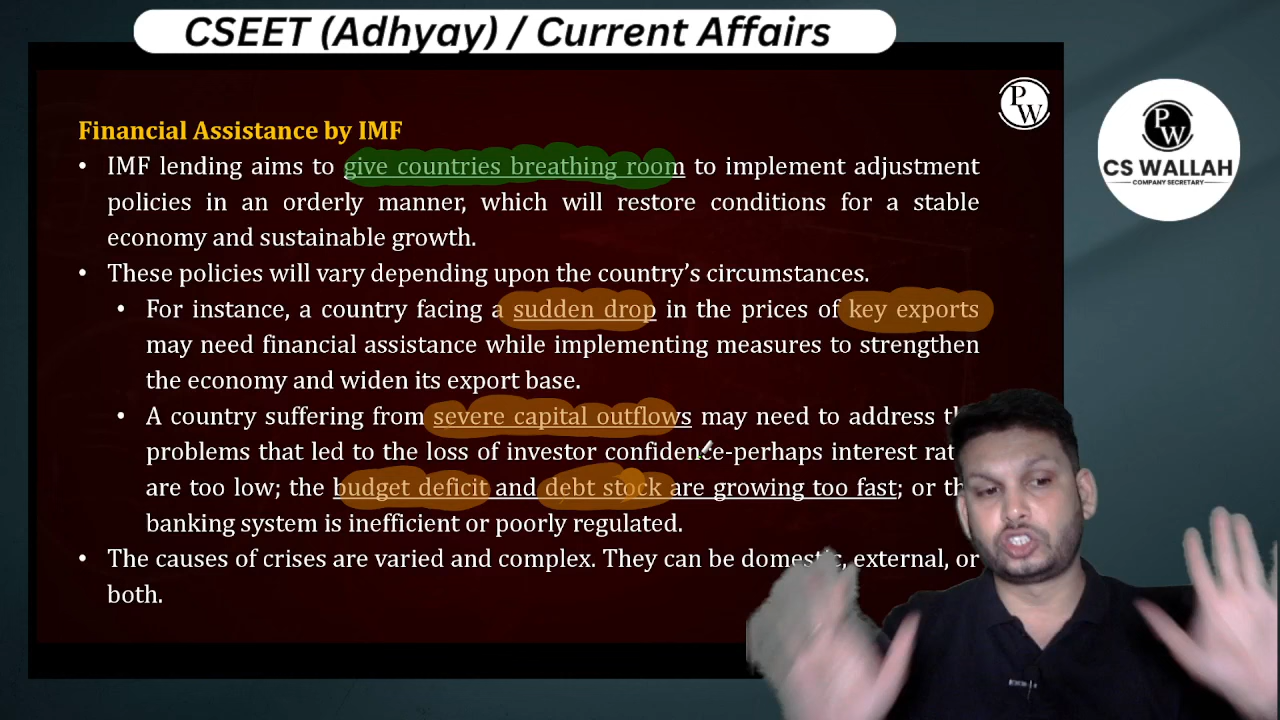 CSEET (Adhyay) / Current Affairs
PW
PW
CS WALLAH
COMPANY SECRETARY
Financial Assistance by IMF
• IMF lending aims to give countries breathing room to implement adjustment
policies in an orderly manner, which will restore conditions for a stable
economy and sustainable growth.
• These policies will vary depending upon the country's circumstances.
• For instance, a country facing a sudden drop in the prices of key exports
may need financial assistance while implementing measures to strengthen
the economy and widen its export base.
• A country suffering from severe capital outflows may need to address
problems that led to the loss of investor confidence-perhaps interest
are too low; the budget deficit and debt stock are growing too fast; or
banking system is inefficient or poorly regulated.
• The causes of crises are varied and complex. They can be domestic, external, or
both.